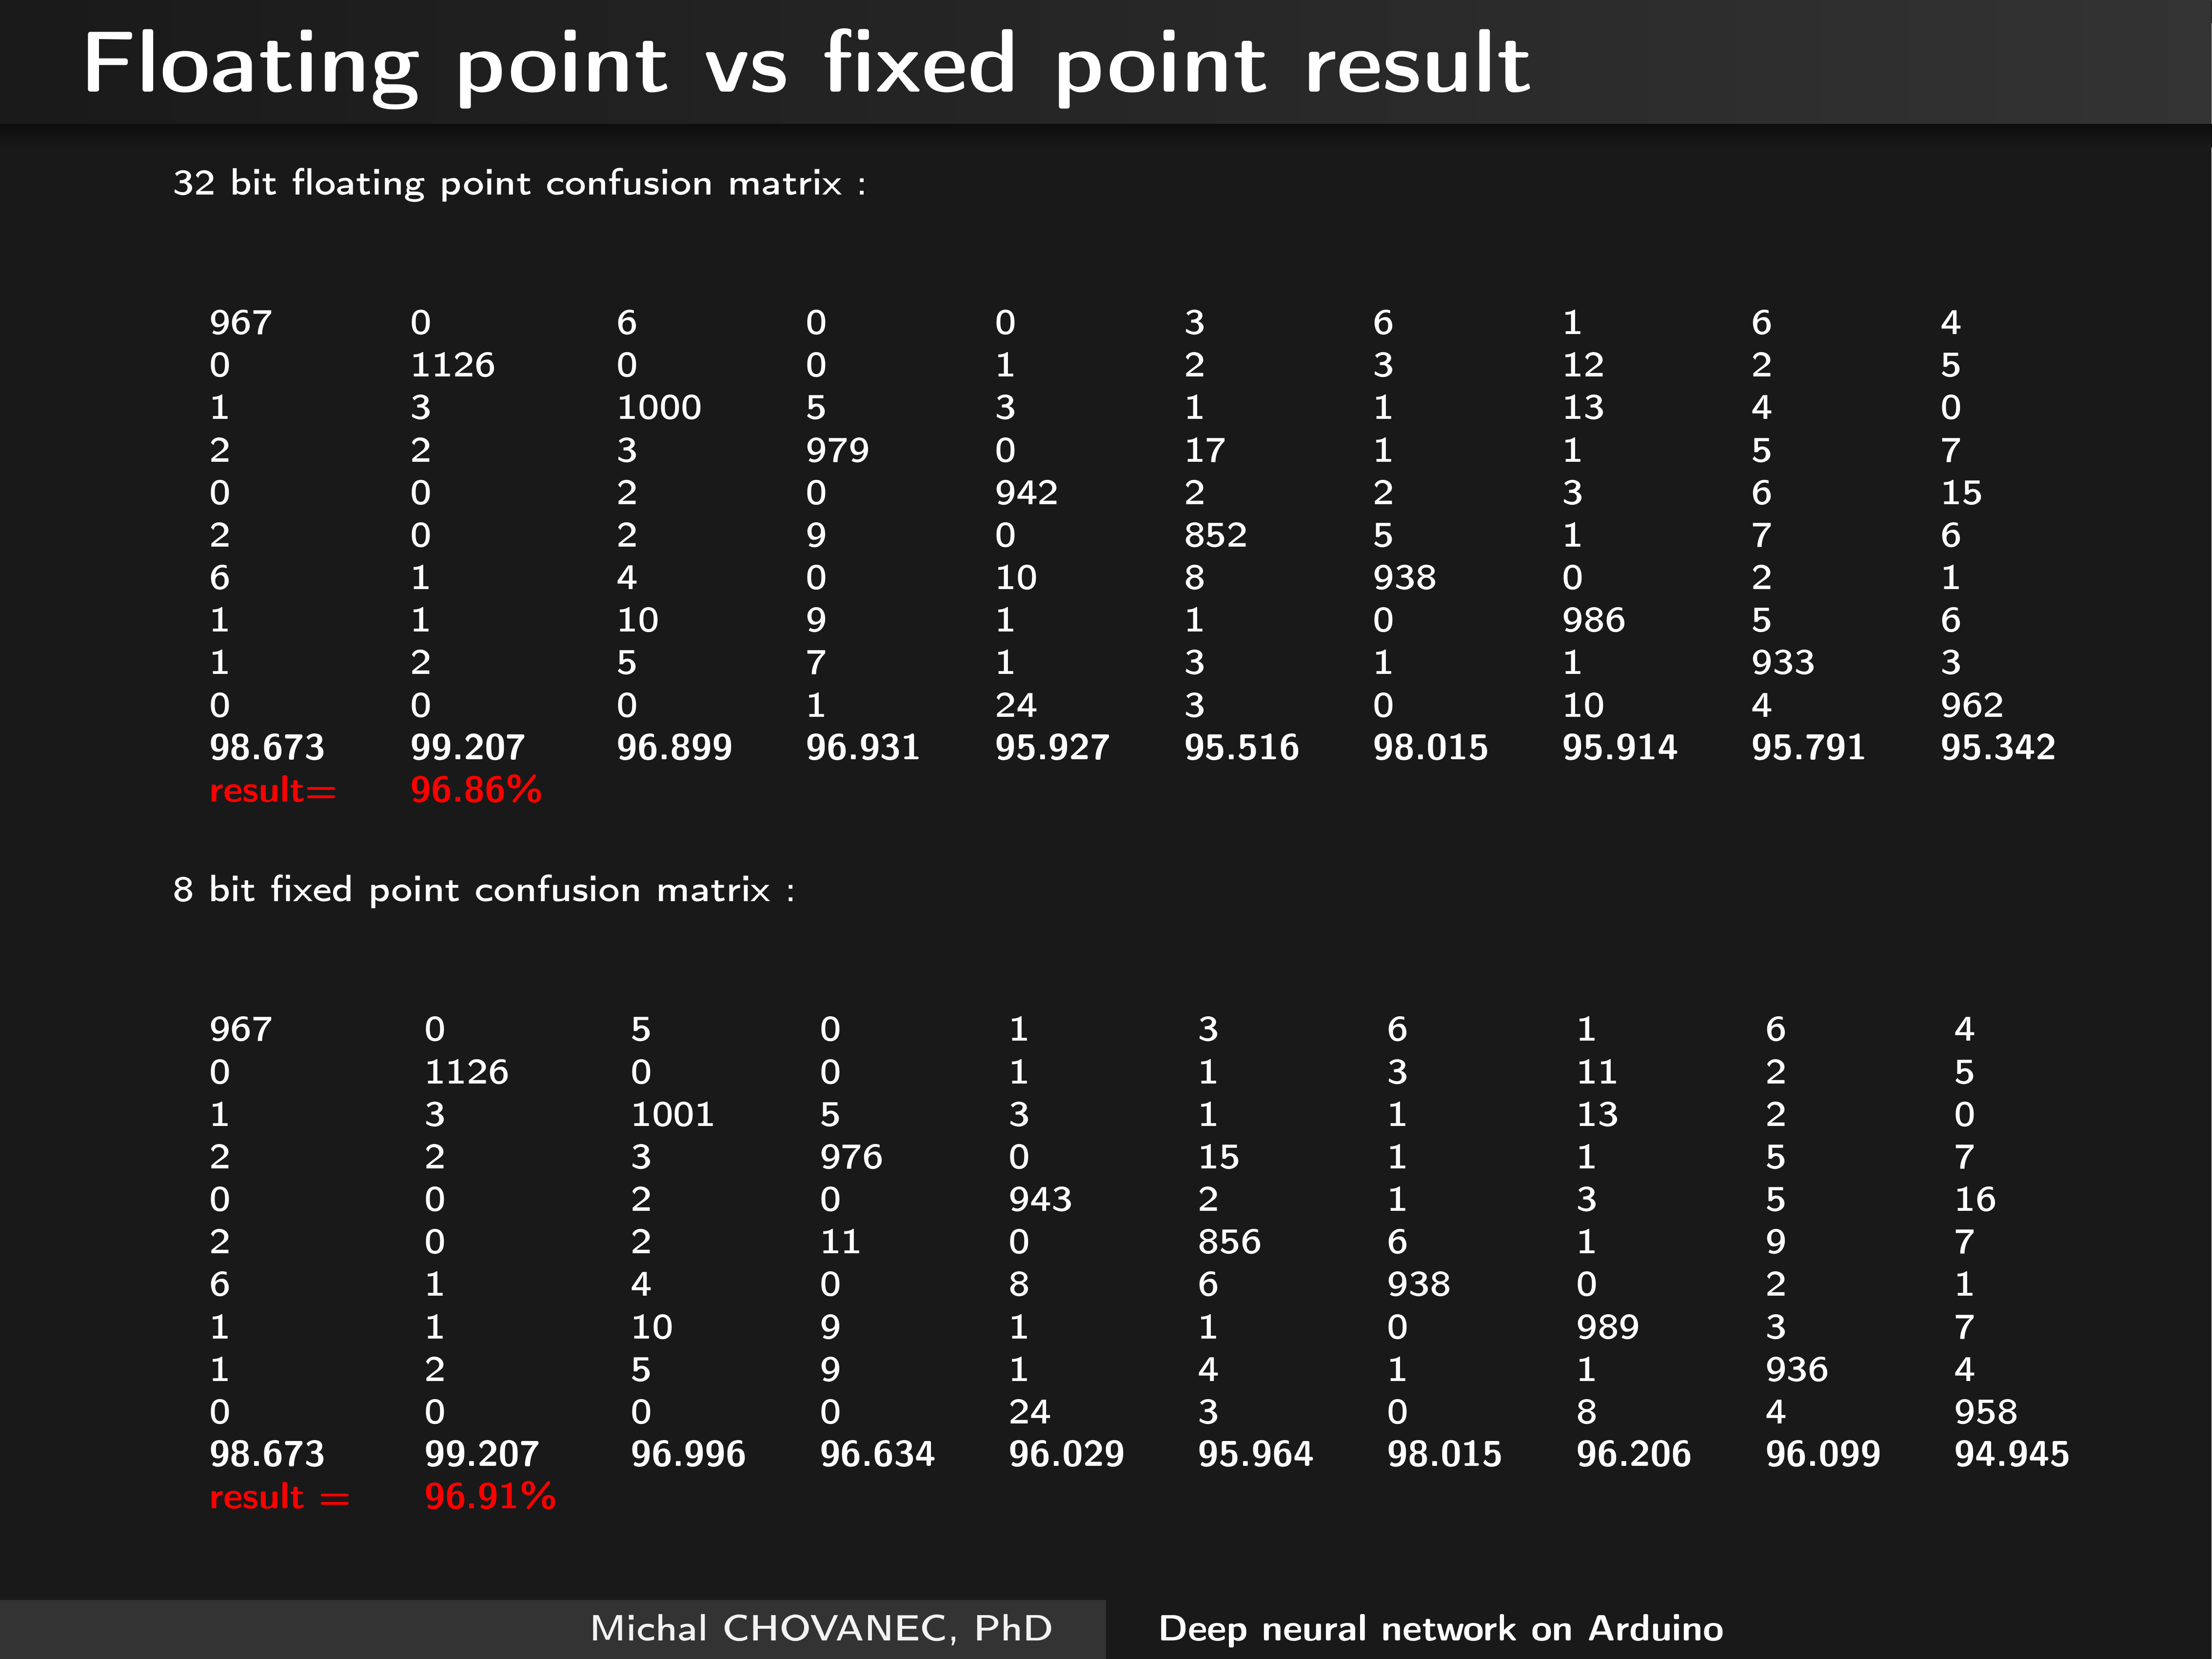 Floating point vs fixed point result
32 bit floating point confusion matrix :
967 0 6 0 0 3 6 1 6 4
0 1126 0 0 1 2 3 12 2 5
1 3 1000 5 3 1 1 13 4 0
2 2 3 979 0 17 1 1 5 7
0 0 2 0 942 2 2 3 6 15
2 0 2 9 0 852 5 1 7 6
6 1 4 0 10 8 938 0 2 1
1 1 10 9 1 1 0 986 5 6
1 2 5 7 1 3 1 1 933 3
0 0 0 1 24 3 0 10 4 962
98.673 99.207 96.899 96.931 95.927 95.516 98.015 95.914 95.791 95.342
result= 96.86%
8 bit fixed point confusion matrix :
967 0 5 0 1 3 6 1 6 4
0 1126 0 0 1 1 3 11 2 5
1 3 1001 5 3 1 1 13 2 0
2 2 3 976 0 15 1 1 5 7
0 0 2 0 943 2 1 3 5 16
2 0 2 11 0 856 6 1 9 7
6 1 4 0 8 6 938 0 2 1
1 1 10 9 1 1 0 989 3 7
1 2 5 9 1 4 1 1 936 4
0 0 0 0 24 3 0 8 4 958
98.673 99.207 96.996 96.634 96.029 95.964 98.015 96.206 96.099 94.945
result = 96.91%
Michal CHOVANEC, PhD Deep neural network on Arduino